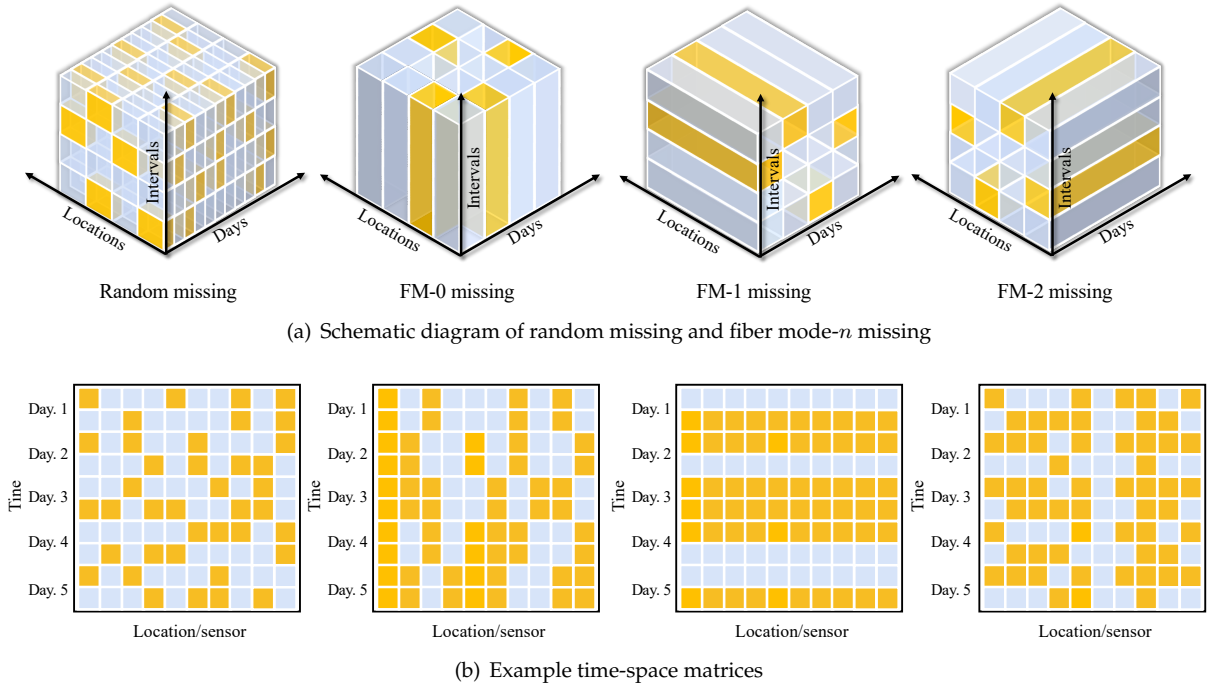 Intervals
Locations
Days
Random missing
Intervals
Locations
Days
FM-0 missing
Intervals
Locations
Days
FM-1 missing
Intervals
Locations
Days
FM-2 missing
(a) Schematic diagram of random missing and fiber mode-n missing
Tine
Day. 1
Day. 2
Day. 3
Day. 4
Day. 5
Location/sensor
Tine
Day. 1
Day. 2
Day. 3
Day. 4
Day. 5
Location/sensor
Tine
Day. 1
Day. 2
Day. 3
Day. 4
Day. 5
Location/sensor
Tine
Day. 1
Day. 2
Day. 3
Day. 4
Day. 5
Location/sensor
(b) Example time-space matrices